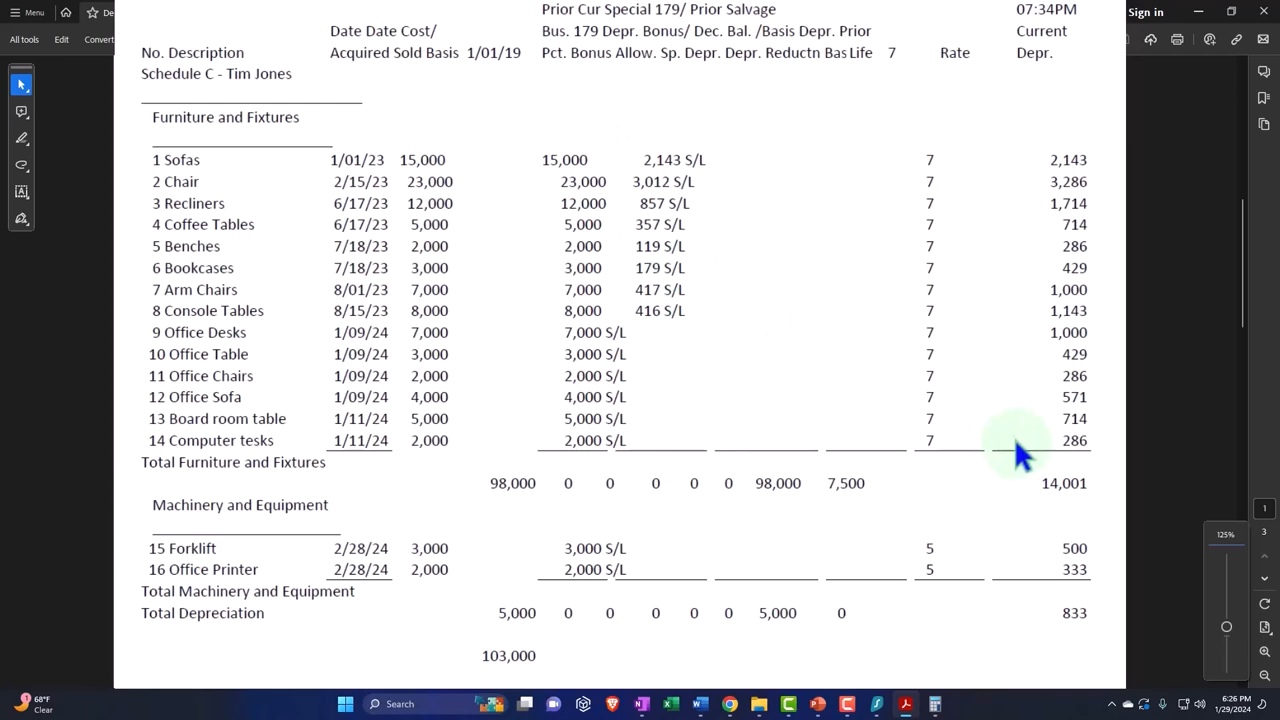 Menu
Sign in
All tools Edit
Prior Cur Special 179/ Prior Salvage 07:34PM
Date Date Cost/ Bus. 179 Depr. Bonus/ Dec. Bal. /Basis Depr. Prior Current
No. Description Acquired Sold Basis 1/01/19 Pct. Bonus Allow. Sp. Depr. Depr. Reductn Bas Life 7 Rate Depr.
Schedule C - Tim Jones
Furniture and Fixtures
1 Sofas 1/01/23 15,000 15,000 2,143 S/L 7 2,143
2 Chair 2/15/23 23,000 23,000 3,012 S/L 7 3,286
3 Recliners 6/17/23 12,000 12,000 857 S/L 7 1,714
4 Coffee Tables 6/17/23 5,000 5,000 357 S/L 7 714
5 Benches 7/18/23 2,000 2,000 119 S/L 7 286
6 Bookcases 7/18/23 3,000 3,000 179 S/L 7 429
7 Arm Chairs 8/01/23 7,000 7,000 417 S/L 7 1,000
8 Console Tables 8/15/23 8,000 8,000 416 S/L 7 1,143
9 Office Desks 1/09/24 7,000 7,000 S/L 7 1,000
10 Office Table 1/09/24 3,000 3,000 S/L 7 429
11 Office Chairs 1/09/24 2,000 2,000 S/L 7 286
12 Office Sofa 1/09/24 4,000 4,000 S/L 7 571
13 Board room table 1/11/24 5,000 5,000 S/L 7 714
14 Computer tesks 1/11/24 2,000 2,000 S/L 7 286
Total Furniture and Fixtures
98,000 0 0 0 0 0 98,000 7,500 14,001
Machinery and Equipment
15 Forklift 2/28/24 3,000 3,000 S/L 5 500
16 Office Printer 2/28/24 2,000 2,000 S/L 5 333
Total Machinery and Equipment
Total Depreciation 5,000 0 0 0 0 0 5,000 0 833
103,000
1
3
125%
68°F
Clear
Search
6:26 PM
1/20/2024